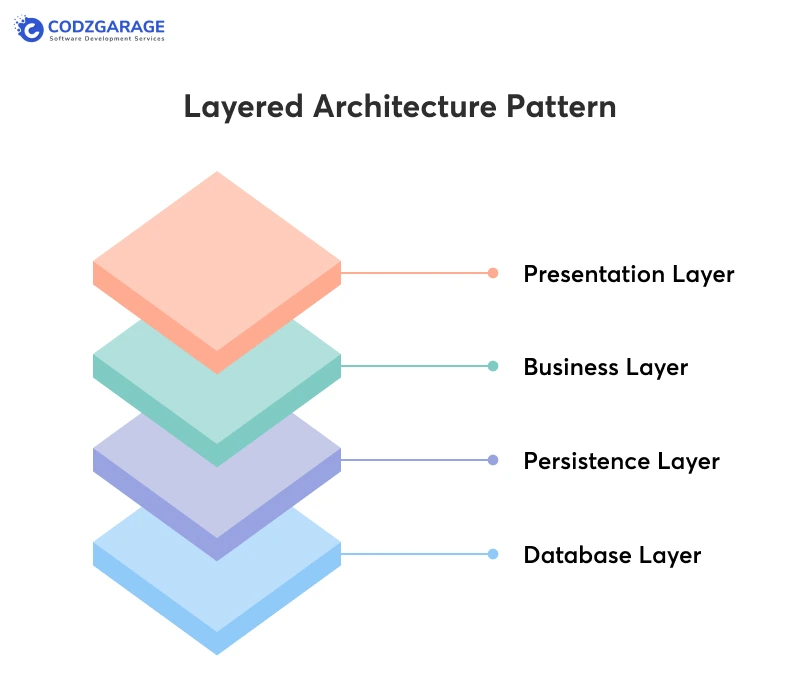 CODZGARAGE
Software Development Services
Layered Architecture Pattern
Presentation Layer
Business Layer
Persistence Layer
Database Layer